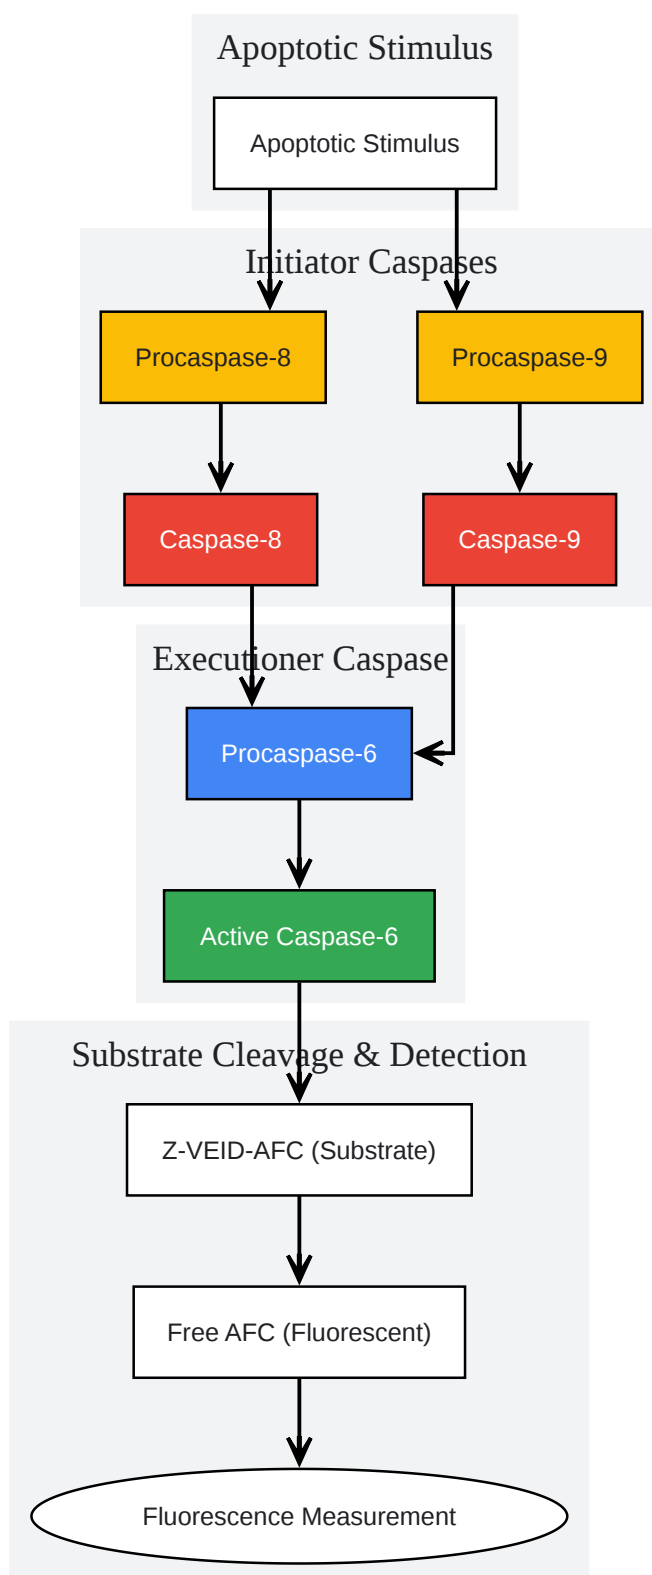 Apoptotic Stimulus
Apoptotic Stimulus
Initiator Caspases
Procaspase-8
Procaspase-9
Caspase-8
Caspase-9
Executioner Caspase
Procaspase-6
Active Caspase-6
Substrate Cleavage & Detection
Z-VEID-AFC (Substrate)
Free AFC (Fluorescent)
Fluorescence Measurement